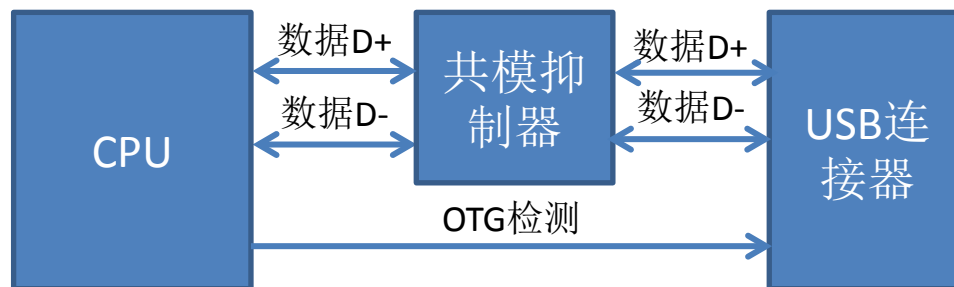 CPU
数据D+
数据D-
共模抑
制器
数据D+
数据D-
USB连
接器
OTG检测